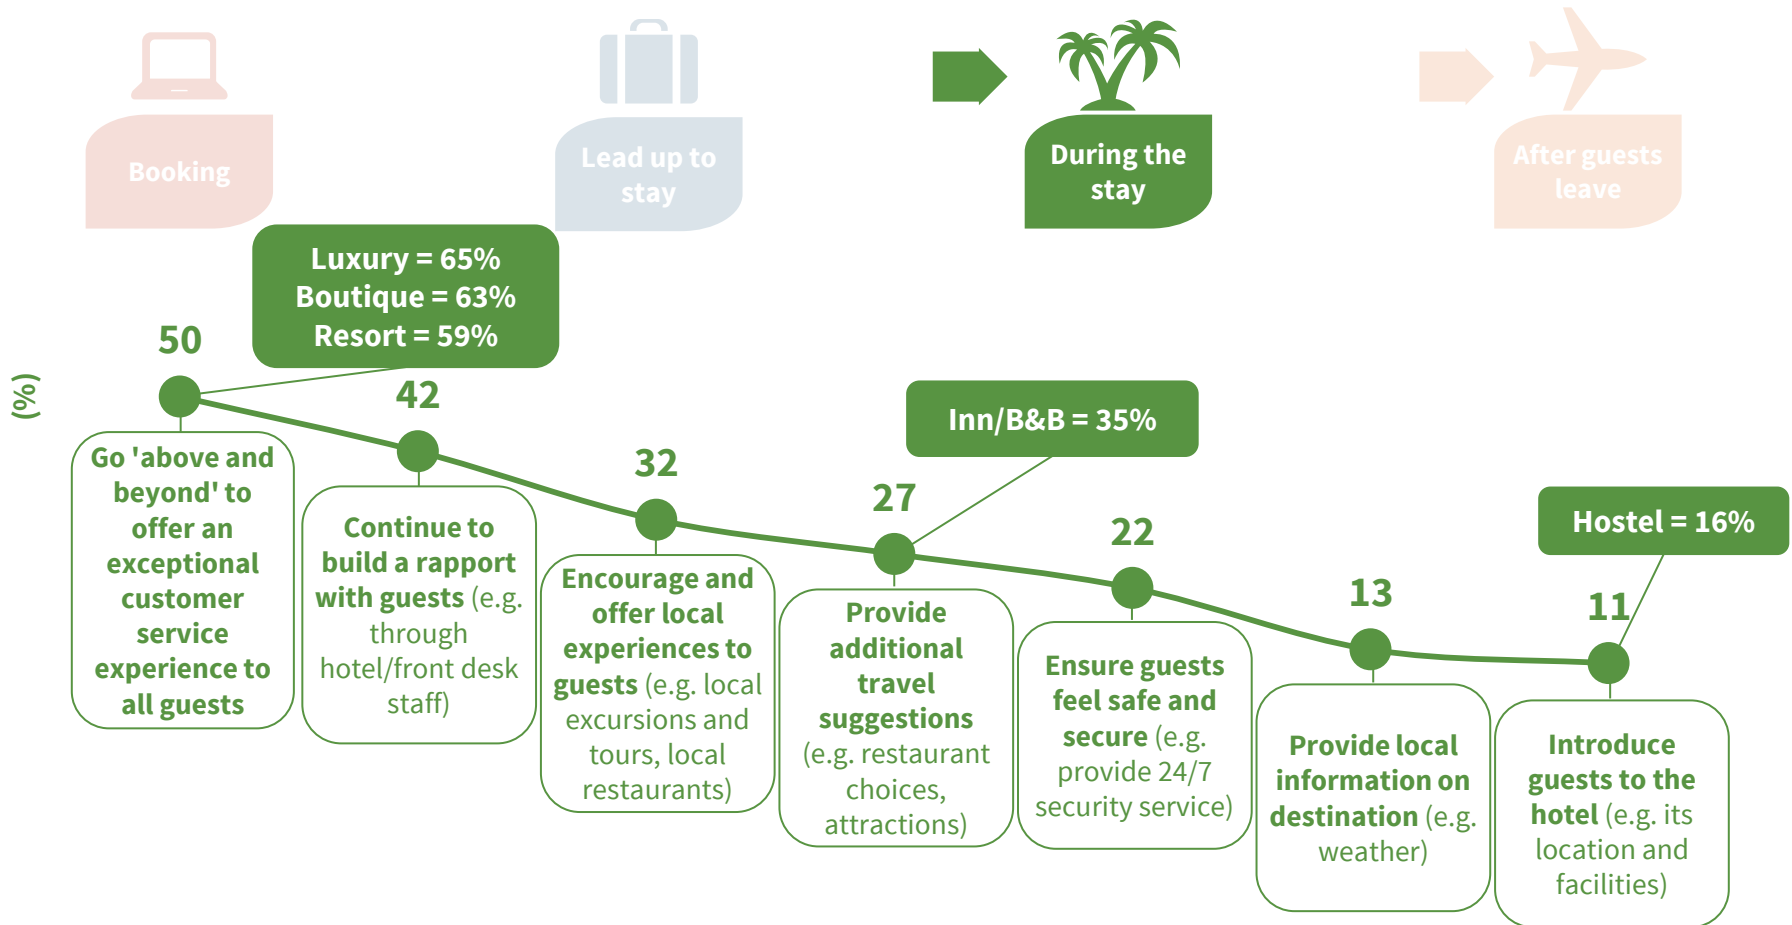 Booking
Lead up to
stay
During the
stay
After guests
leave
Luxury = 65%
Boutique = 63%
Resort = 59%
(%)
50
Go 'above and
beyond' to
offer an
exceptional
customer
service
experience to
all guests
42
Continue to
build a rapport
with guests (e.g.
through
hotel/front desk
staff)
32
Encourage and
offer local
experiences to
guests (e.g. local
excursions and
tours, local
restaurants)
Inn/B&B = 35%
27
Provide
additional
travel
suggestions
(e.g. restaurant
choices,
attractions)
22
Ensure guests
feel safe and
secure (e.g.
provide 24/7
security service)
13
Provide local
information on
destination (e.g.
weather)
Hostel = 16%
11
Introduce
guests to the
hotel (e.g. its
location and
facilities)